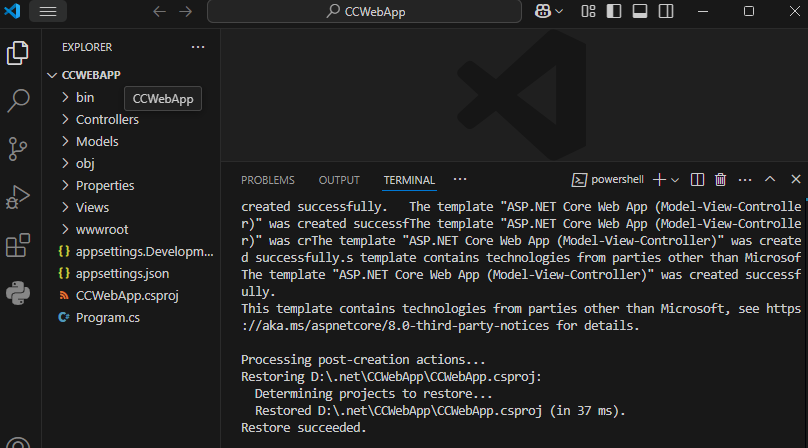 CCWebApp
EXPLORER
CCWEBAPP
bin
CCWebApp
Controllers
Models
obj
Properties
Views
wwwroot
appsettings.Developm...
appsettings.json
CCWebApp.csproj
Program.cs
PROBLEMS OUTPUT TERMINAL
powershell
created successfully.   The template "ASP.NET Core Web App (Model-View-Controlle
r)" was created successfThe template "ASP.NET Core Web App (Model-View-Controlle
r)" was crThe template "ASP.NET Core Web App (Model-View-Controller)" was create
d successfully.s template contains technologies from parties other than Microsof
The template "ASP.NET Core Web App (Model-View-Controller)" was created successf
ully.
This template contains technologies from parties other than Microsoft, see https
://aka.ms/aspnetcore/8.0-third-party-notices for details.
Processing post-creation actions...
Restoring D:\.net\CCWebApp\CCWebApp.csproj:
Determining projects to restore...
Restored D:\.net\CCWebApp\CCWebApp.csproj (in 37 ms).
Restore succeeded.